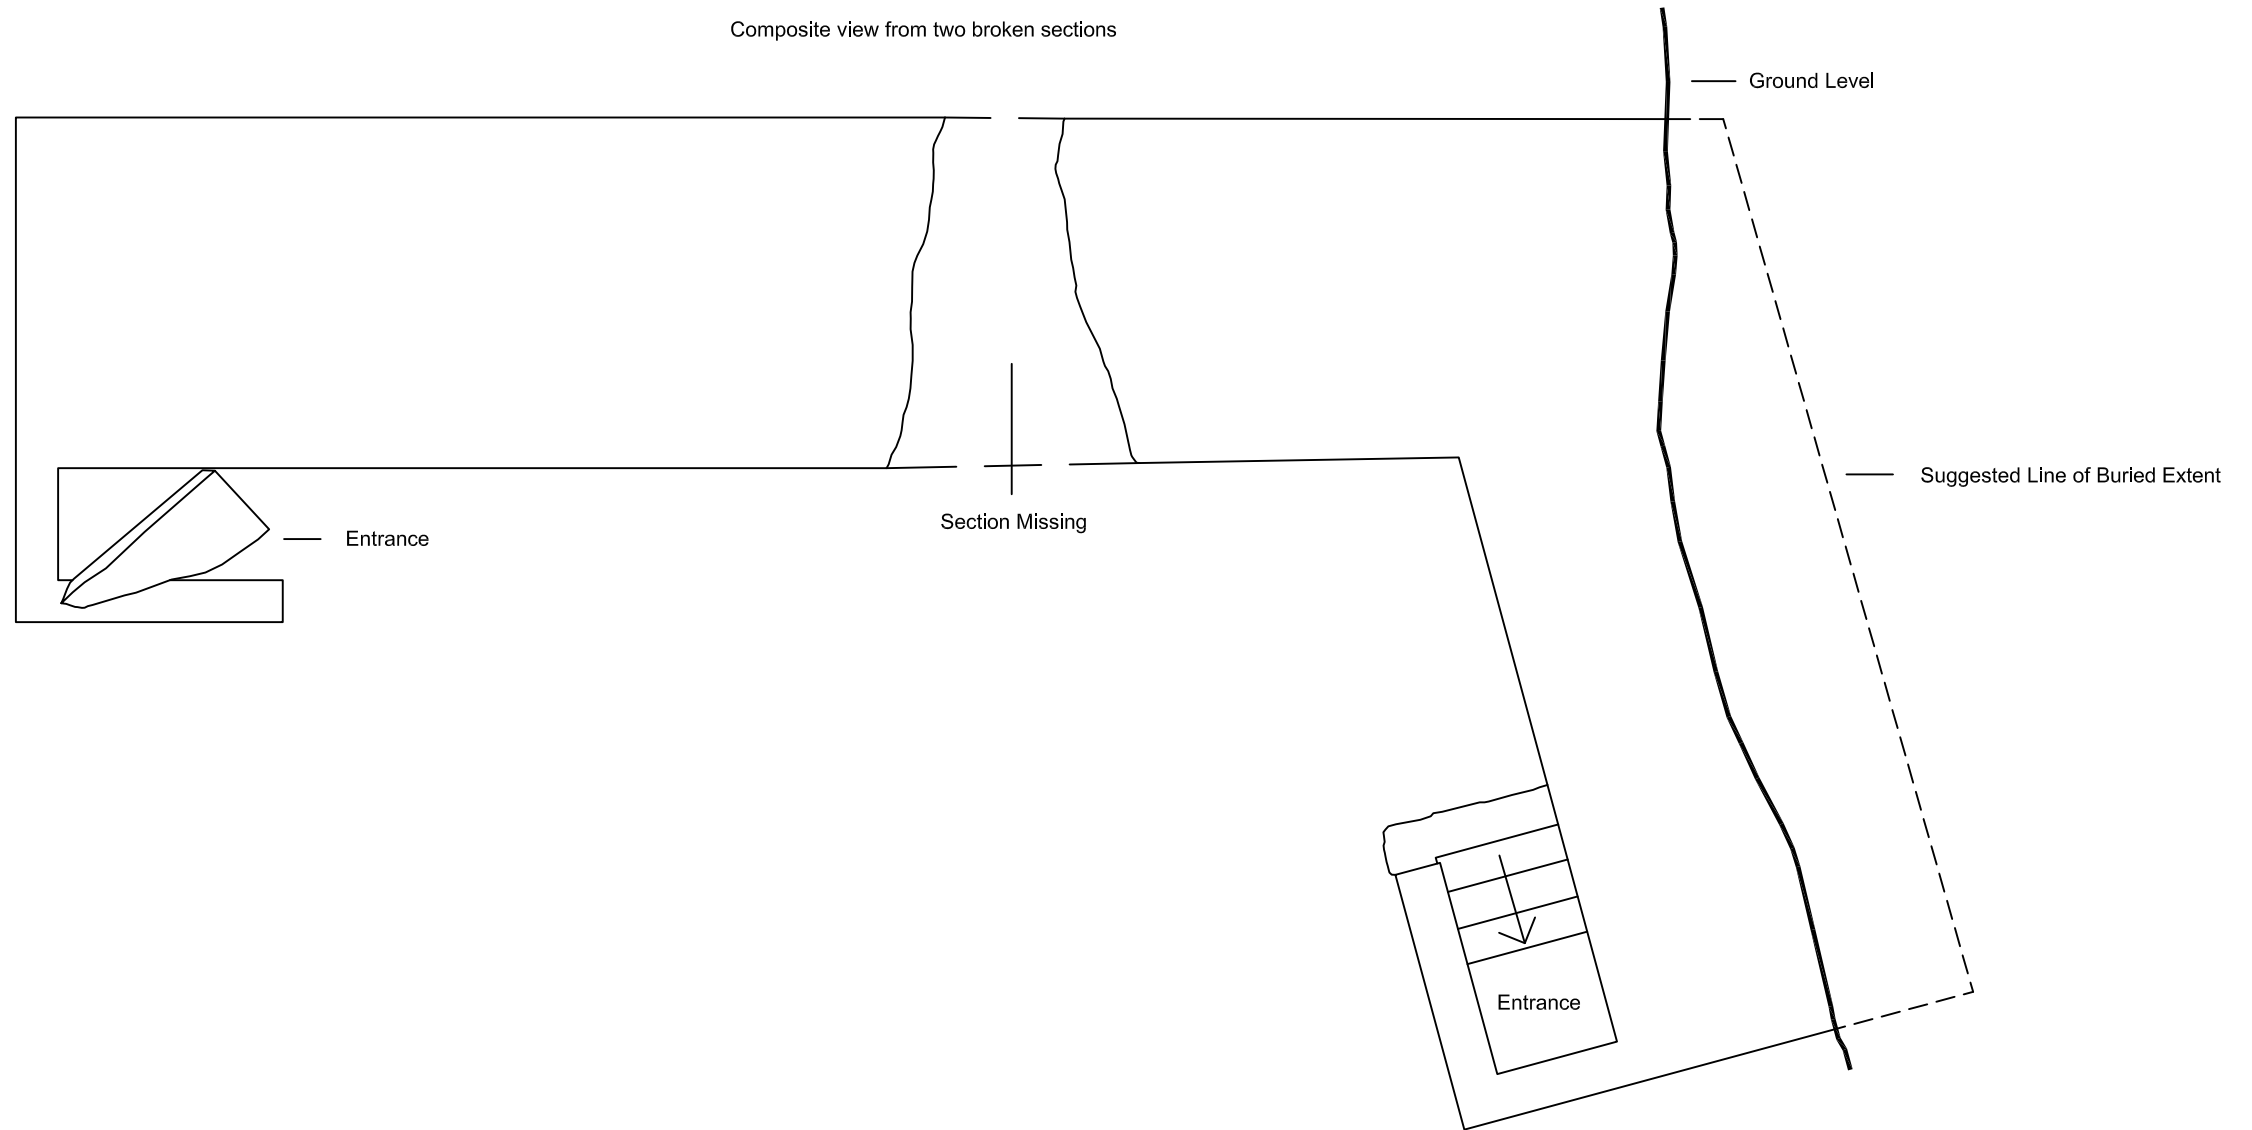 Composite view from two broken sections
Ground Level
Suggested Line of Buried Extent
Section Missing
Entrance
Entrance